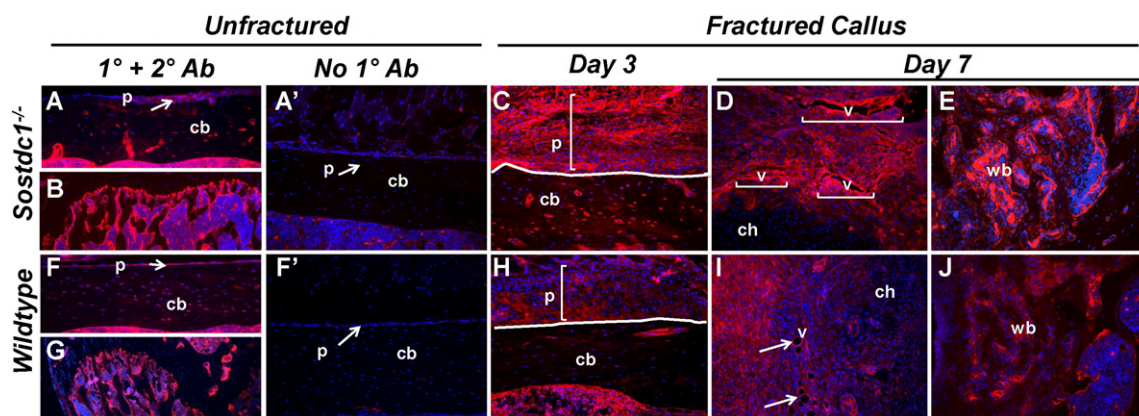 Unfractured Fractured Callus
1° + 2° Ab No 1° Ab Day 3 Day 7
Sostdc1-/-
A p cb
A' p cb
C p cb
D v v v ch
E wb
B
Wildtype
F p cb
F' p cb
H p cb
I ch v
J wb
G